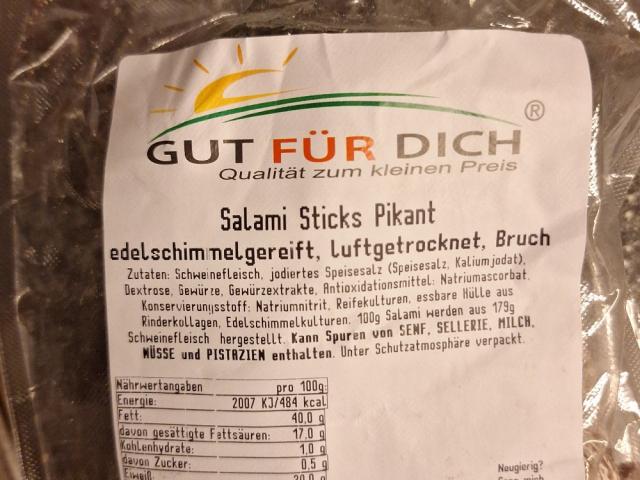 ®
GUT FÜR DICH
Qualität zum kleinen Preis
Salami Sticks Pikant
edelschimmelgereift, Luftgetrocknet, Bruch
Zutaten: Schweinefleisch, jodiertes Speisesalz (Speisesalz, Kaliumjodat),
Dextrose, Gewürze, Gewürzextrakte, Antioxidationsmittel: Natriumascorbat,
Konservierungsstoff: Natriumnitrit, Reifekulturen, essbare Hülle aus
Rinderkollagen, Edelschimmelkulturen. 100g Salami werden aus 179g
Schweinefleisch hergestellt. Kann Spuren von SENF, SELLERIE, MILCH,
NÜSSE und PISTAZIEN enthalten. Unter Schutzatmosphäre verpackt.
Nährwertangaben pro 100g:
Energie: 2007 KJ/484 kcal
Fett: 40,0 g
davon gesättigte Fettsäuren: 17,0 g
Kohlenhydrate: 1,0 g
davon Zucker: 0,5 g
Eiweiß
Neugierig?